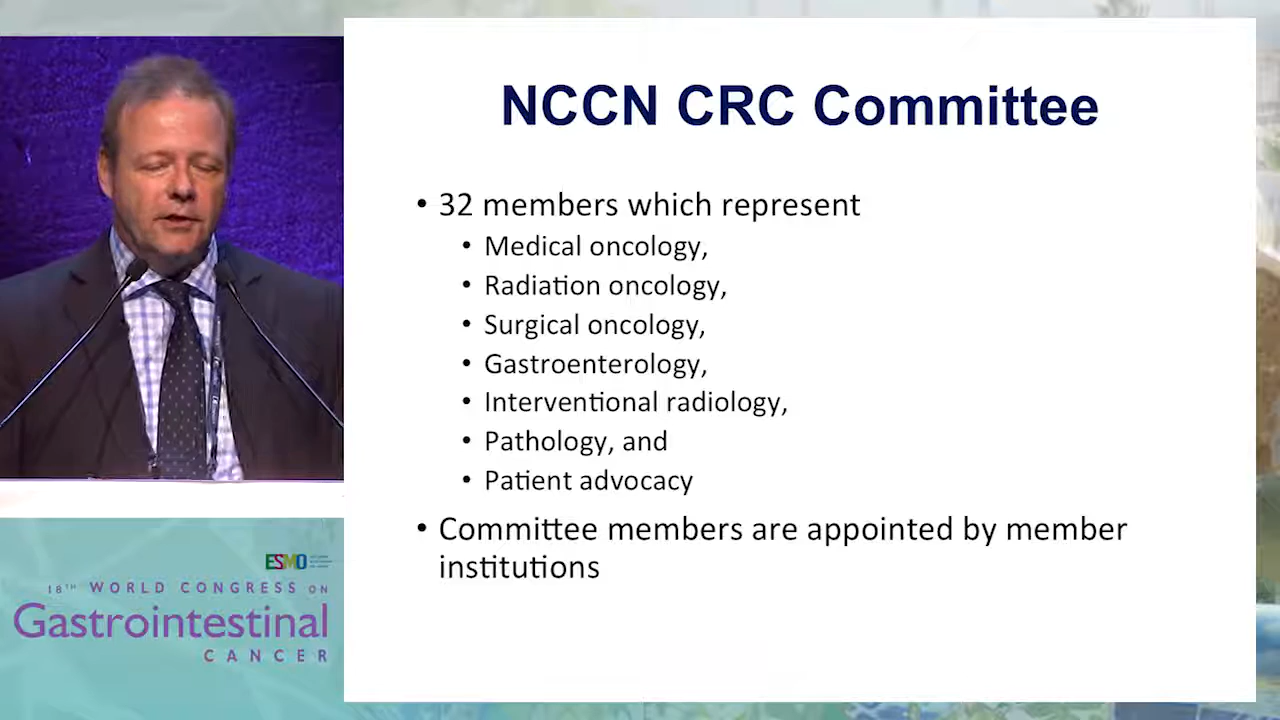 NCCN CRC Committee
• 32 members which represent
• Medical oncology,
• Radiation oncology,
• Surgical oncology,
• Gastroenterology,
• Interventional radiology,
• Pathology, and
• Patient advocacy
• Committee members are appointed by member
institutions
ESMO
18TH WORLD CONGRESS ON
Gastrointestinal
CANCER